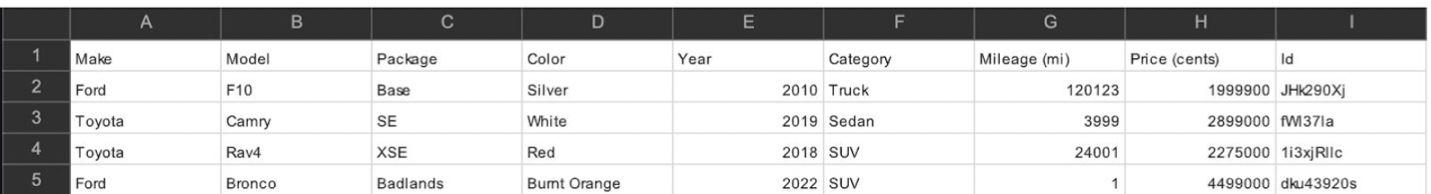 A B C D E F G H I
1 Make Model Package Color Year Category Mileage (mi) Price (cents) Id
2 Ford F10 Base Silver 2010 Truck 120123 1999900 JHk290Xj
3 Toyota Camry SE White 2019 Sedan 3999 2899000 fWl37la
4 Toyota Rav4 XSE Red 2018 SUV 24001 2275000 1i3xjRllc
5 Ford Bronco Badlands Burnt Orange 2022 SUV 1 4499000 dku43920s